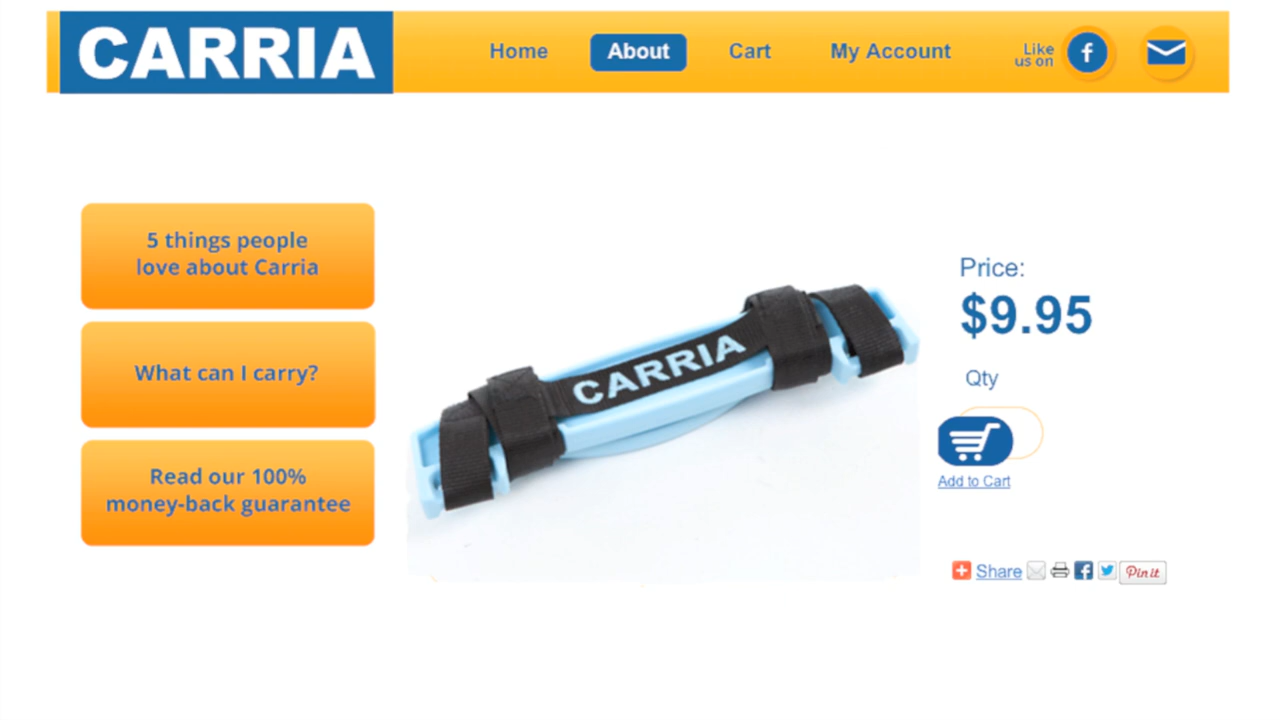 CARRIA
Home
About
Cart
My Account
Like
us on
f
5 things people
love about Carria
What can I carry?
Read our 100%
money-back guarantee
CARRIA
Price:
$9.95
Qty
Add to Cart
Share
f
Pin it